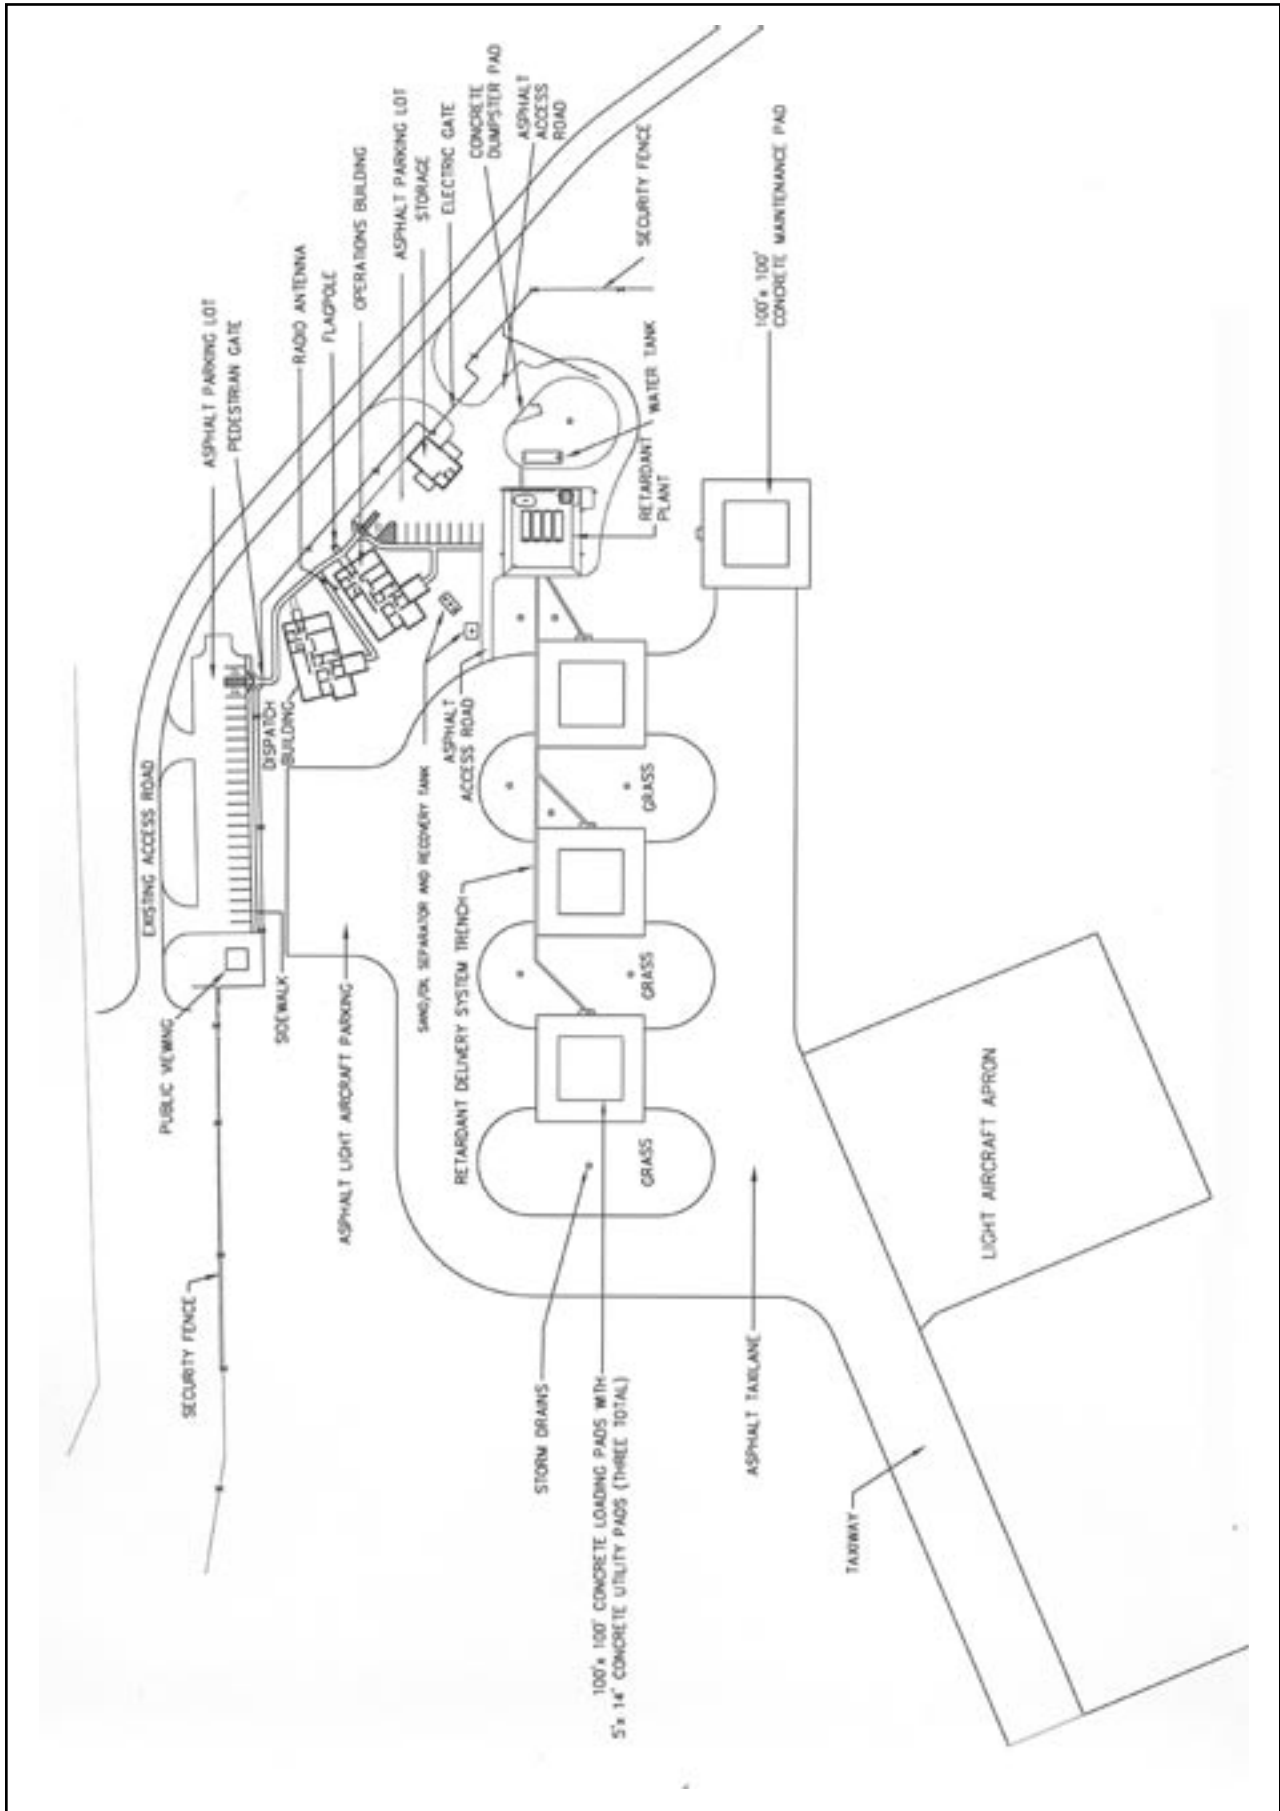 ASPHALT PARKING LOT
PEDESTRIAN GATE
RADIO ANTENNA
FLAGPOLE
OPERATIONS BUILDING
ASPHALT PARKING LOT
STORAGE
ELECTRIC GATE
CONCRETE
DUMPSTER PAD
ASPHALT
ACCESS
ROAD
SECURITY FENCE
100'x 100'
CONCRETE MAINTENANCE PAD
WATER TANK
RETARDANT
PLANT
EXISTING ACCESS ROAD
DISPATCH
BUILDING
ASPHALT
ACCESS ROAD
SAND/OIL SEPARATOR AND RECOVERY TANK
GRASS
GRASS
GRASS
PUBLIC VIEWING
SIDEWALK
ASPHALT LIGHT AIRCRAFT PARKING
RETARDANT DELIVERY SYSTEM TRENCH
LIGHT AIRCRAFT APRON
SECURITY FENCE
STORM DRAINS
100'x 100' CONCRETE LOADING PADS WITH
5'x 14' CONCRETE UTILITY PADS (THREE TOTAL)
ASPHALT TAXILANE
TAXIWAY